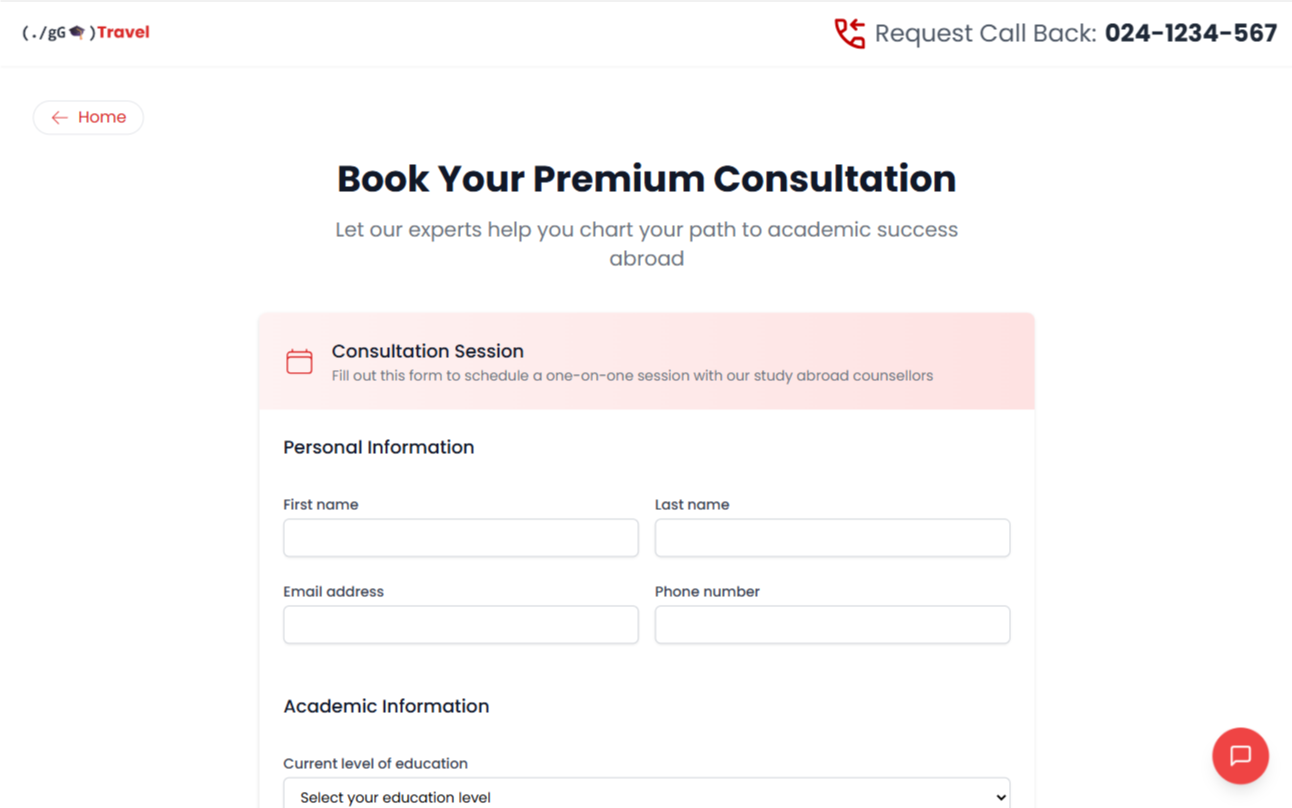 (./gG🎓)Travel
Request Call Back: 024-1234-567
← Home
Book Your Premium Consultation
Let our experts help you chart your path to academic success
abroad
Consultation Session
Fill out this form to schedule a one-on-one session with our study abroad counsellors
Personal Information
First name
Last name
Email address
Phone number
Academic Information
Current level of education
Select your education level